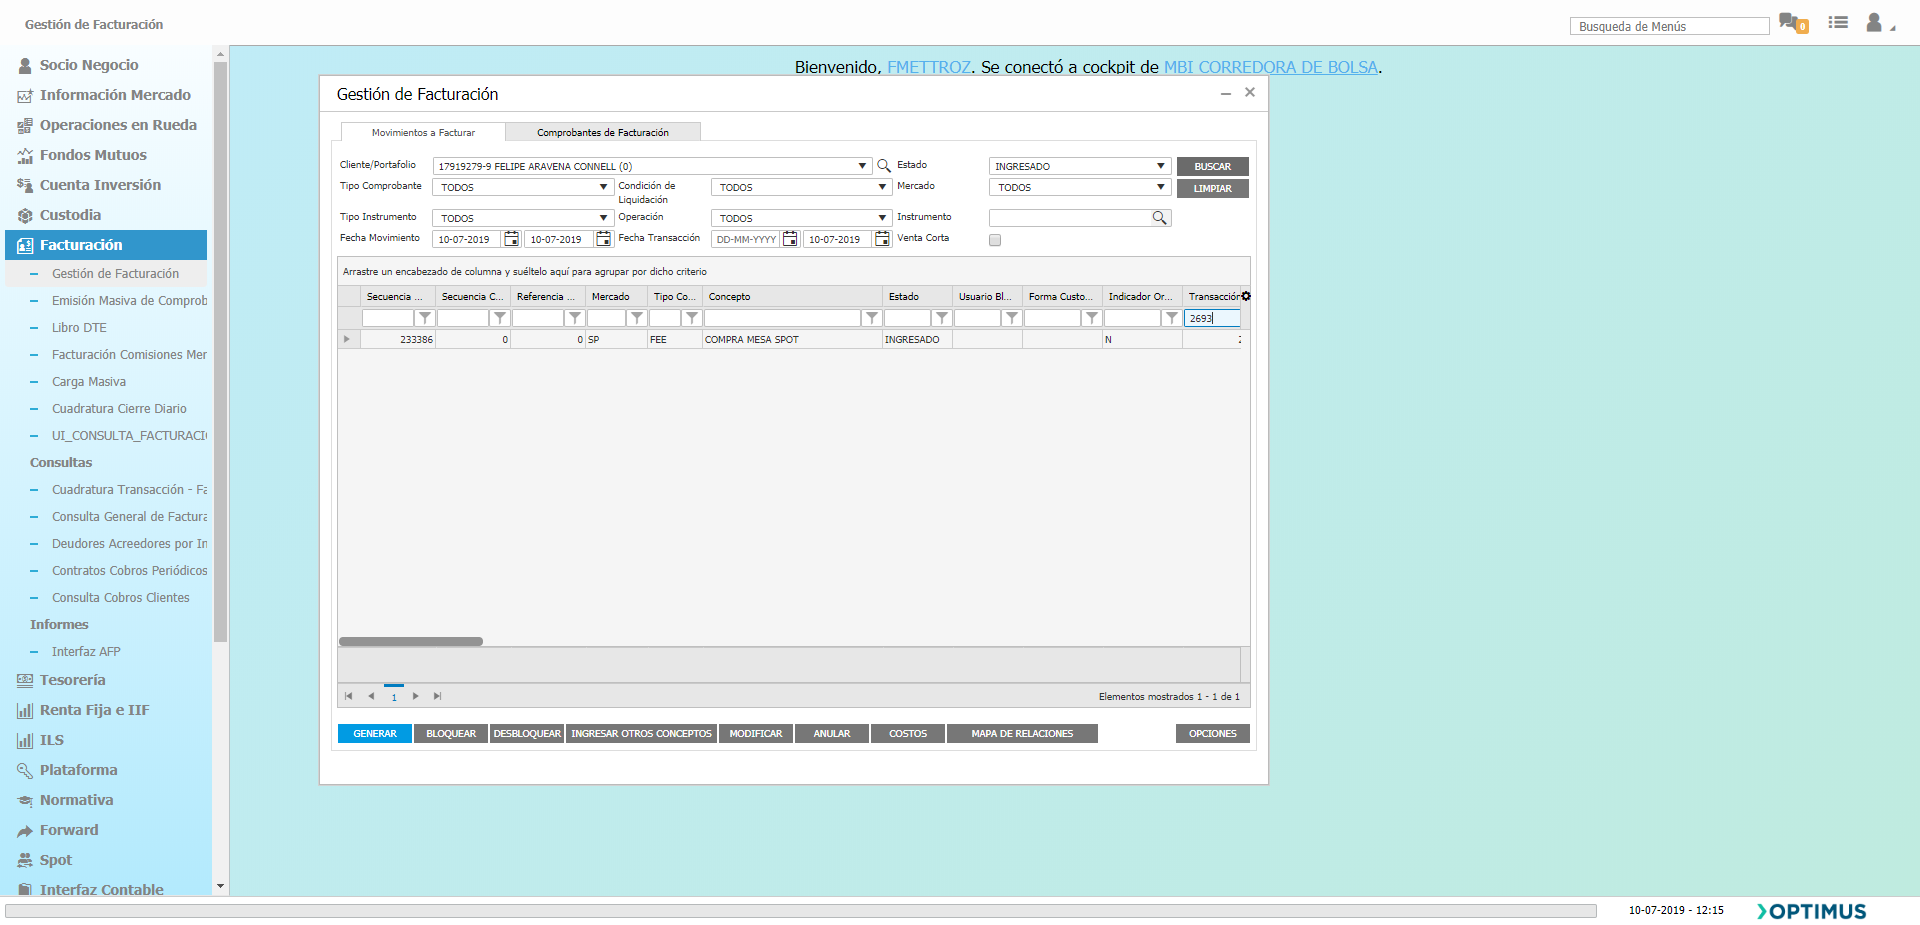 Gestión de Facturación
Busqueda de Menús
0
Socio Negocio
Información Mercado
Operaciones en Rueda
Fondos Mutuos
Cuenta Inversión
Custodia
Facturación
Gestión de Facturación
Emisión Masiva de Comprob
Libro DTE
Facturación Comisiones Mer
Carga Masiva
Cuadratura Cierre Diario
UI_CONSULTA_FACTURACI
Consultas
Cuadratura Transacción - Fa
Consulta General de Factura
Deudores Acreedores por In
Contratos Cobros Periódicos
Consulta Cobros Clientes
Informes
Interfaz AFP
Tesorería
Renta Fija e IIF
ILS
Plataforma
Normativa
Forward
Spot
Interfaz Contable
Bienvenido, FMETTROZ. Se conectó a cockpit de MBI CORREDORA DE BOLSA.
Gestión de Facturación
Movimientos a Facturar Comprobantes de Facturación
Cliente/Portafolio 17919279-9 FELIPE ARAVENA CONNELL (0) Estado INGRESADO BUSCAR
Tipo Comprobante TODOS Condición de Liquidación TODOS Mercado TODOS LIMPIAR
Tipo Instrumento TODOS Operación TODOS Instrumento
Fecha Movimiento 10-07-2019 10-07-2019 Fecha Transacción DD-MM-YYYY 10-07-2019 Venta Corta
Arrastre un encabezado de columna y suéltelo aquí para agrupar por dicho criterio
Secuencia ... Secuencia C... Referencia ... Mercado Tipo Co... Concepto Estado Usuario Bl... Forma Custo... Indicador Or... Transacción
2693
233386 0 0 SP FEE COMPRA MESA SPOT INGRESADO N 2
1 Elementos mostrados 1 - 1 de 1
GENERAR BLOQUEAR DESBLOQUEAR INGRESAR OTROS CONCEPTOS MODIFICAR ANULAR COSTOS MAPA DE RELACIONES OPCIONES
10-07-2019 - 12:15 OPTIMUS